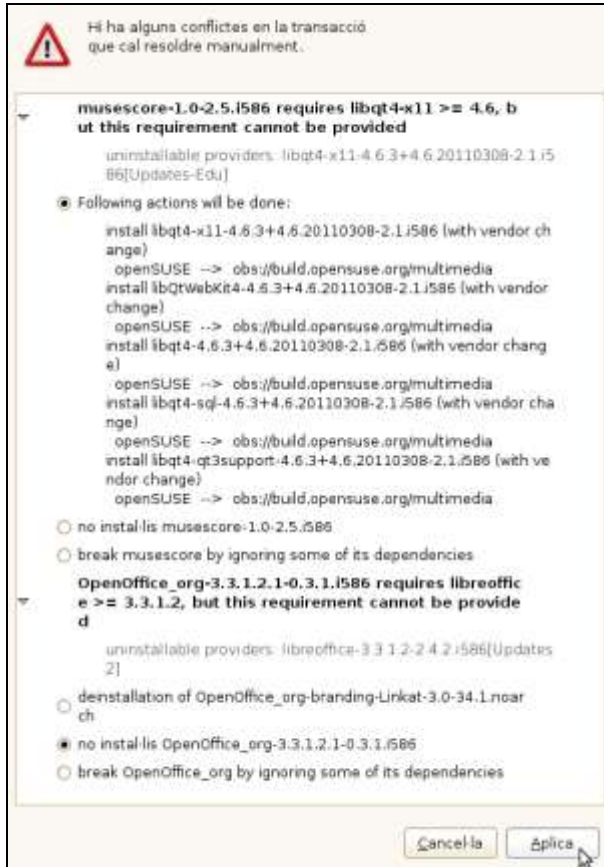 Hi ha alguns conflictes en la transacció
que cal resoldre manualment.
musescore-1.0-2.5.i586 requires libqt4-x11 >= 4.6, b
ut this requirement cannot be provided
uninstallable providers: libqt4-x11-4.6.3+4.6.20110308-2.1.i5
86[Updates-Edu]
Following actions will be done:
install libqt4-x11-4.6.3+4.6.20110308-2.1.i586 (with vendor ch
ange)
openSUSE --> obs://build.opensuse.org/multimedia
install libQtWebKit4-4.6.3+4.6.20110308-2.1.i586 (with vendor
change)
openSUSE --> obs://build.opensuse.org/multimedia
install libqt4-4.6.3+4.6.20110308-2.1.i586 (with vendor chang
e)
openSUSE --> obs://build.opensuse.org/multimedia
install libqt4-sql-4.6.3+4.6.20110308-2.1.i586 (with vendor cha
nge)
openSUSE --> obs://build.opensuse.org/multimedia
install libqt4-qt3support-4.6.3+4.6.20110308-2.1.i586 (with ve
ndor change)
openSUSE --> obs://build.opensuse.org/multimedia
no instal·lis musescore-1.0-2.5.i586
break musescore by ignoring some of its dependencies
OpenOffice_org-3.3.1.2.1-0.3.1.i586 requires libreoffic
e >= 3.3.1.2, but this requirement cannot be provide
d
uninstallable providers: libreoffice-3.3.1.2-2.4.2.i586[Updates
2]
deinstallation of OpenOffice_org-branding-Linkat-3.0-34.1.noar
ch
no instal·lis OpenOffice_org-3.3.1.2.1-0.3.1.i586
break OpenOffice_org by ignoring some of its dependencies
Cancel·la Aplica